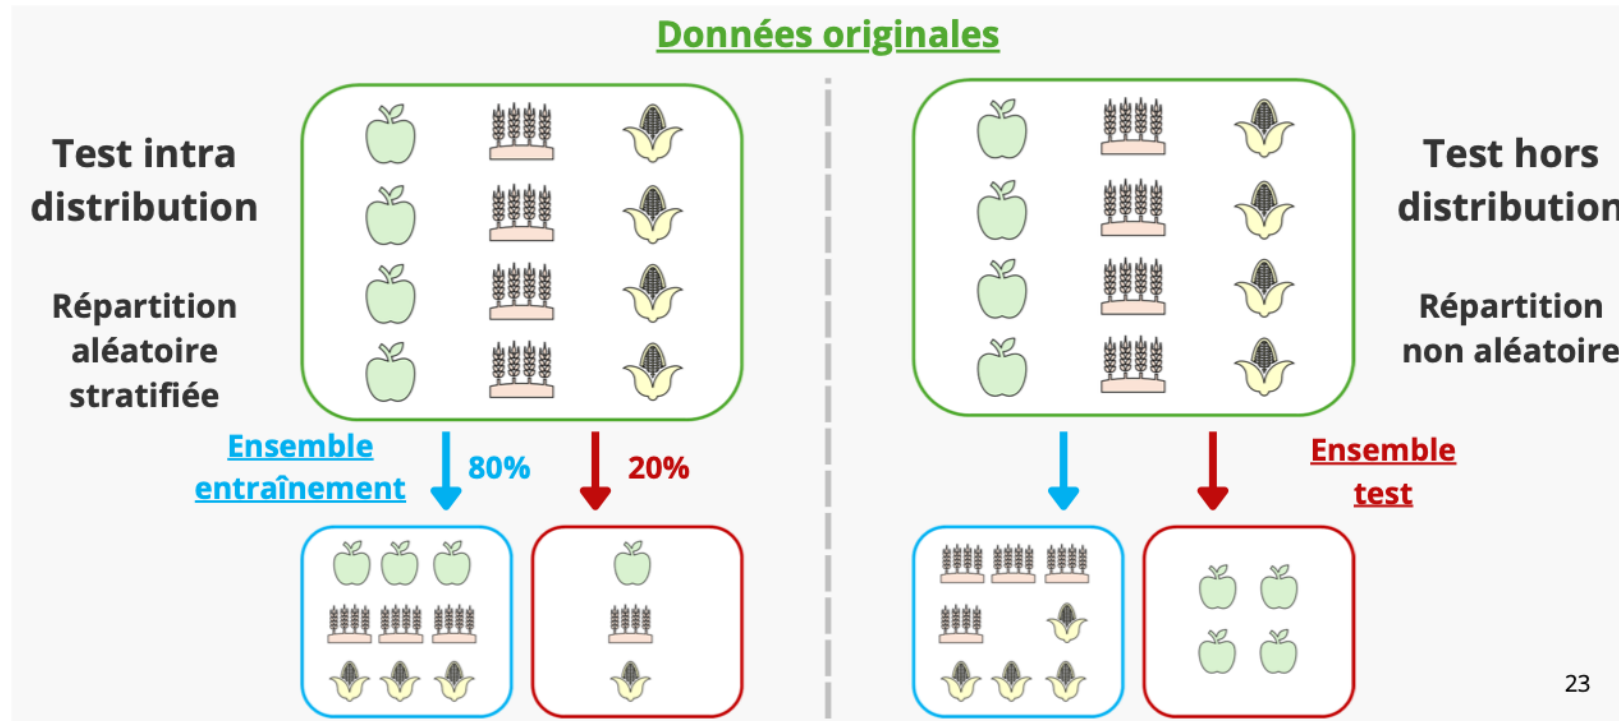 Données originales
Test intra
distribution
Répartition
aléatoire
stratifiée
Test hors
distribution
Répartition
non aléatoire
Ensemble
entraînement
80%
20%
Ensemble
test
23